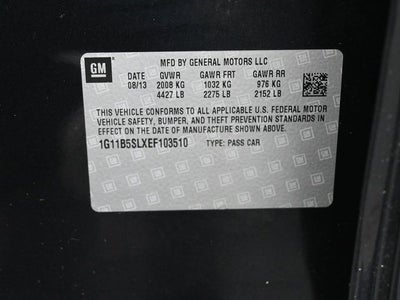 GM
MFD BY GENERAL MOTORS LLC
DATE GVWR GAWR FRT GAWR RR
08/13 2008 KG 1032 KG 976 KG
4427 LB 2275 LB 2152 LB
THIS VEHICLE CONFORMS TO ALL APPLICABLE U.S. FEDERAL MOTOR
VEHICLE SAFETY, BUMPER, AND THEFT PREVENTION STANDARDS IN
EFFECT ON THE DATE OF MANUFACTURE SHOWN ABOVE.
1G11B5SLXEF103510 TYPE: PASS CAR